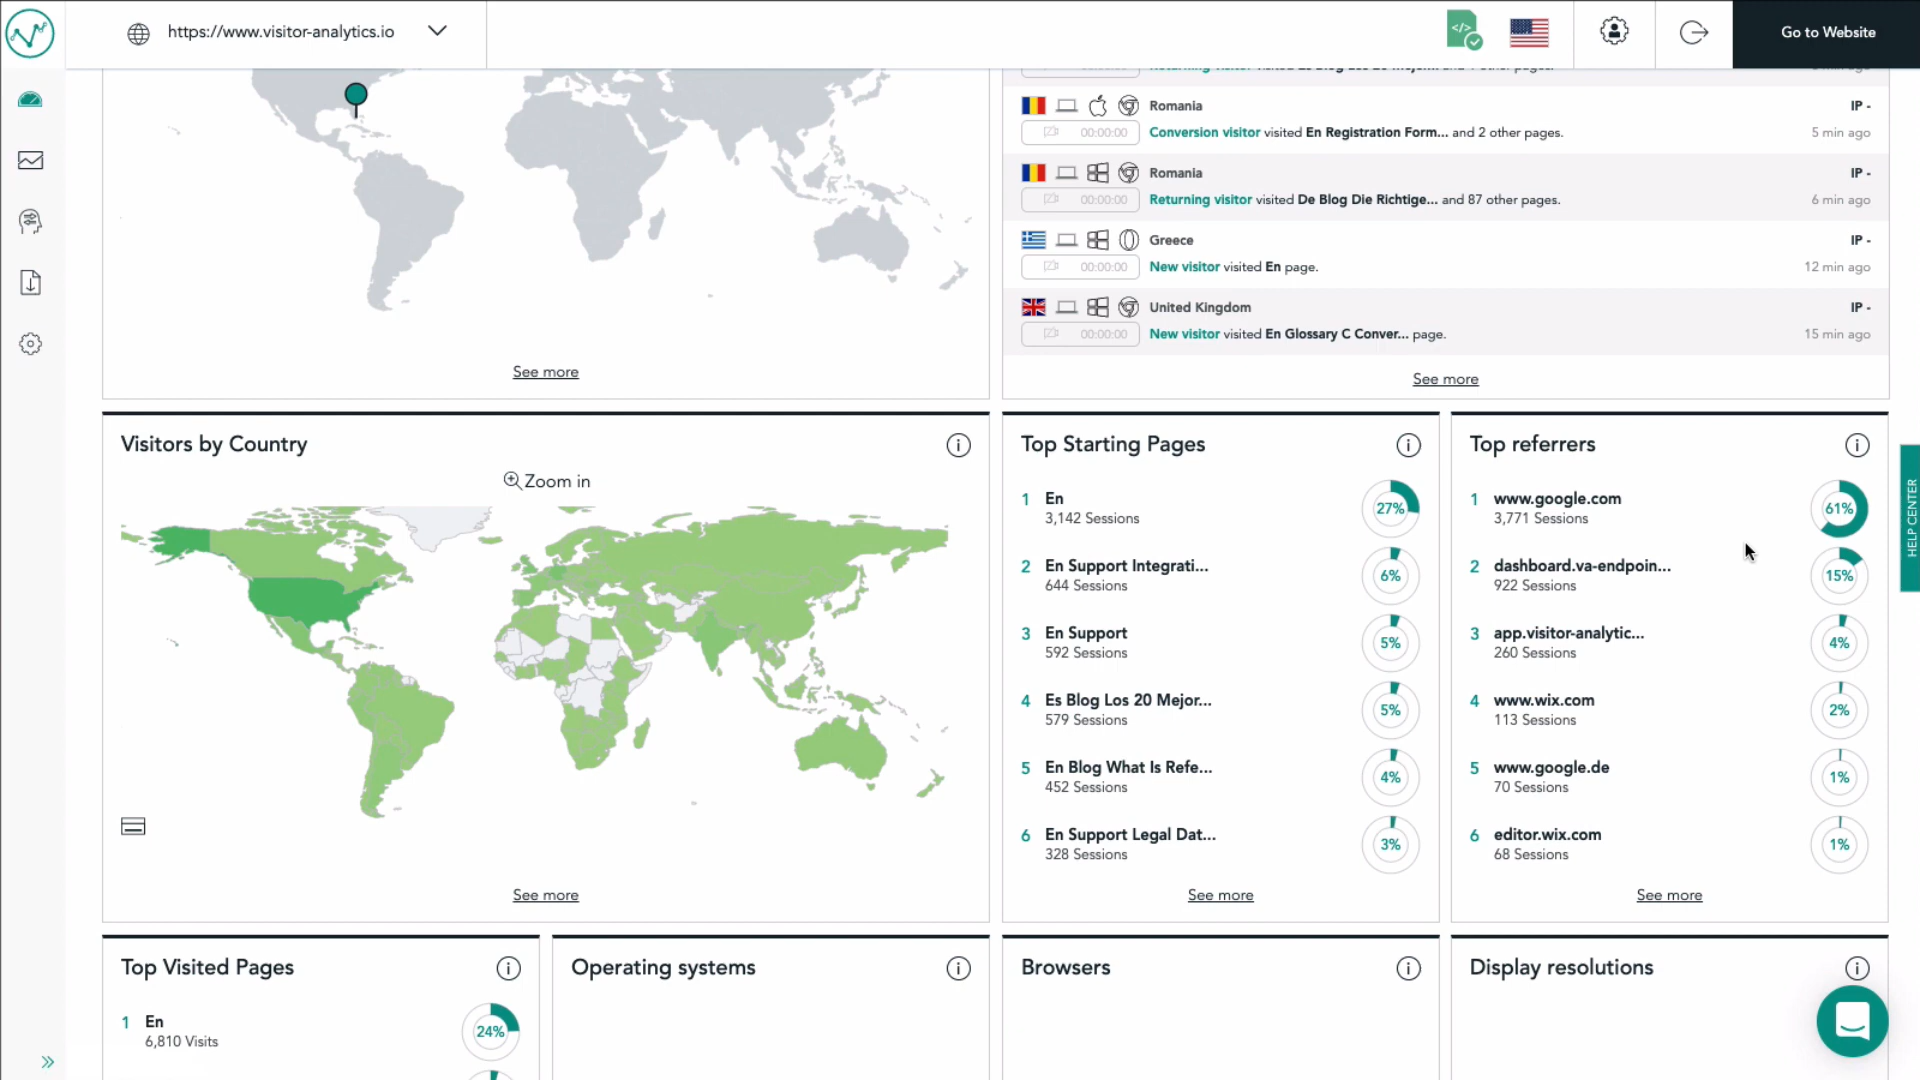 https://www.visitor-analytics.io
Go to Website
Romania
IP -
00:00:00
Conversion visitor visited En Registration Form... and 2 other pages.
5 min ago
Romania
IP -
00:00:00
Returning visitor visited De Blog Die Richtige... and 87 other pages.
6 min ago
Greece
IP -
00:00:00
New visitor visited En page.
12 min ago
United Kingdom
IP -
00:00:00
New visitor visited En Glossary C Conver... page.
15 min ago
See more
See more
Visitors by Country
Zoom in
See more
Top Starting Pages
1 En
3,142 Sessions
27%
2 En Support Integrati...
644 Sessions
6%
3 En Support
592 Sessions
5%
4 Es Blog Los 20 Mejor...
579 Sessions
5%
5 En Blog What Is Refe...
452 Sessions
4%
6 En Support Legal Dat...
328 Sessions
3%
See more
Top referrers
1 www.google.com
3,771 Sessions
61%
2 dashboard.va-endpoin...
922 Sessions
15%
3 app.visitor-analytic...
260 Sessions
4%
4 www.wix.com
113 Sessions
2%
5 www.google.de
70 Sessions
1%
6 editor.wix.com
68 Sessions
1%
See more
HELP CENTER
Top Visited Pages
1 En
6,810 Visits
24%
Operating systems
Browsers
Display resolutions